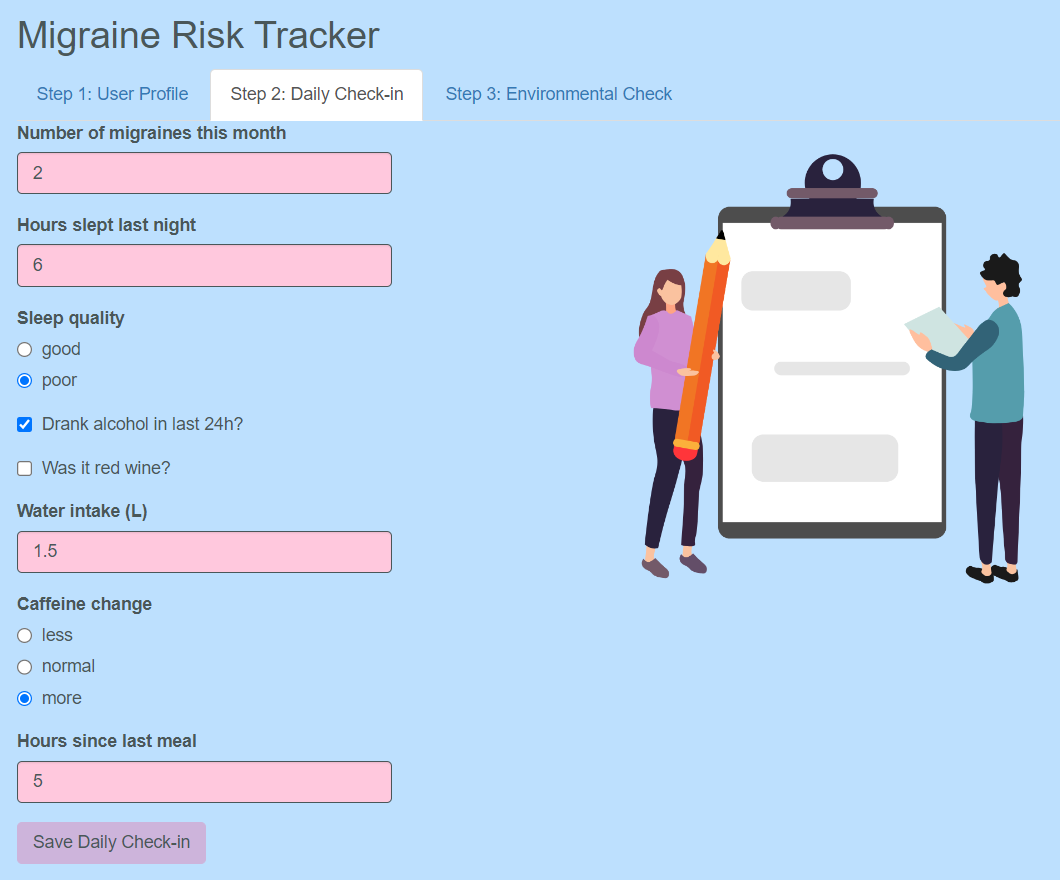 Migraine Risk Tracker
Step 1: User Profile
Step 2: Daily Check-in
Step 3: Environmental Check
Number of migraines this month
2
Hours slept last night
6
Sleep quality
good
poor
Drank alcohol in last 24h?
Was it red wine?
Water intake (L)
1.5
Caffeine change
less
normal
more
Hours since last meal
5
Save Daily Check-in